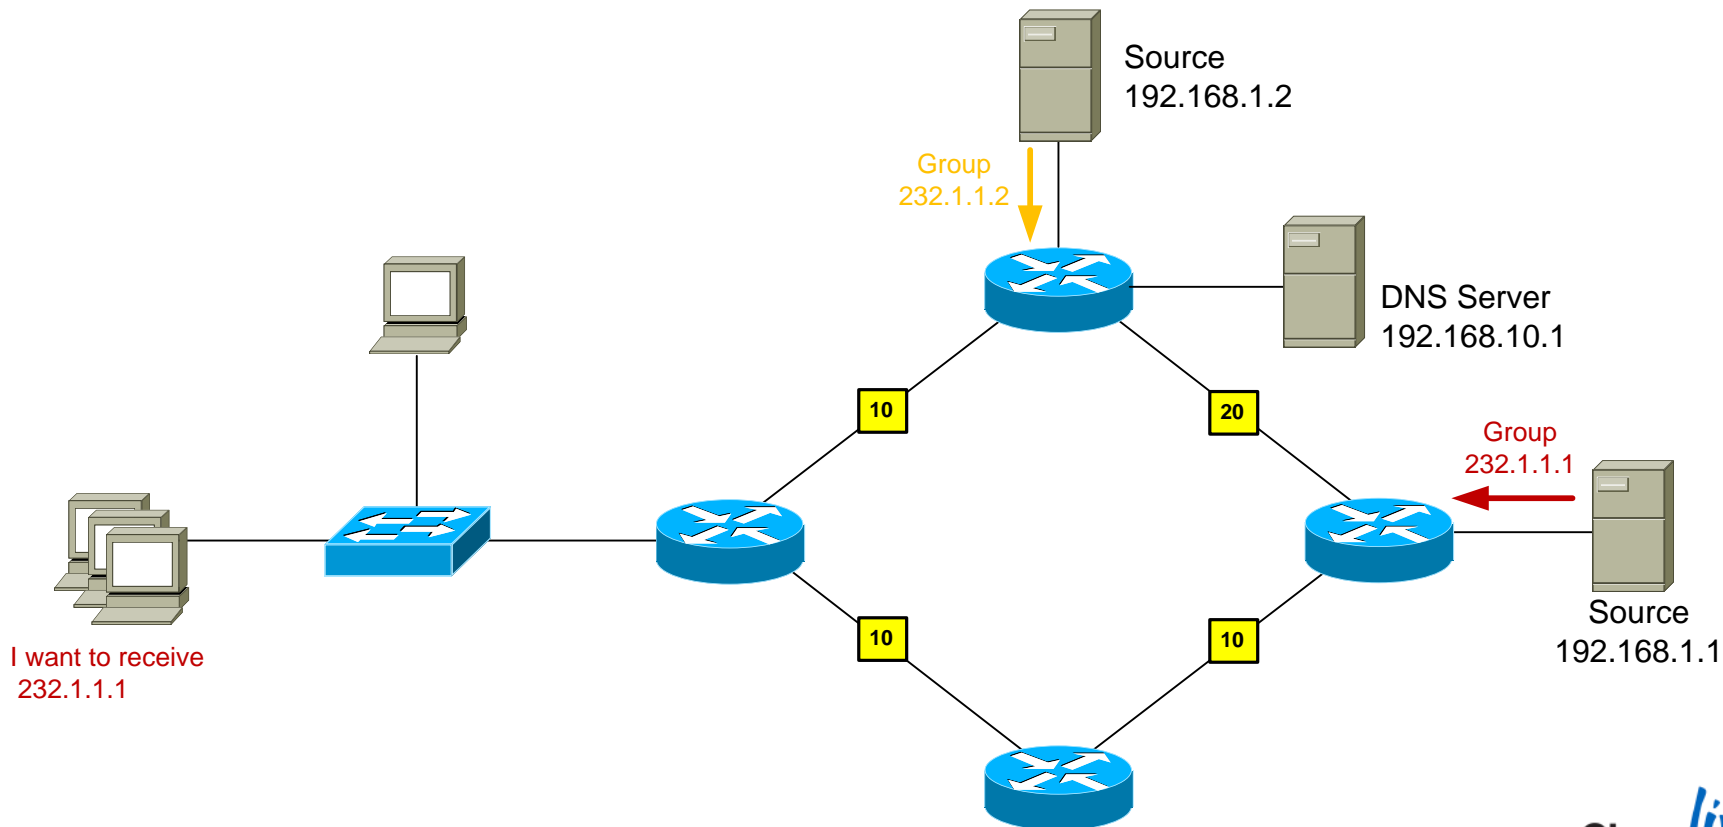 Source
192.168.1.2
Group
232.1.1.2
DNS Server
192.168.10.1
10
20
Group
232.1.1.1
Source
192.168.1.1
I want to receive
232.1.1.1
10
10